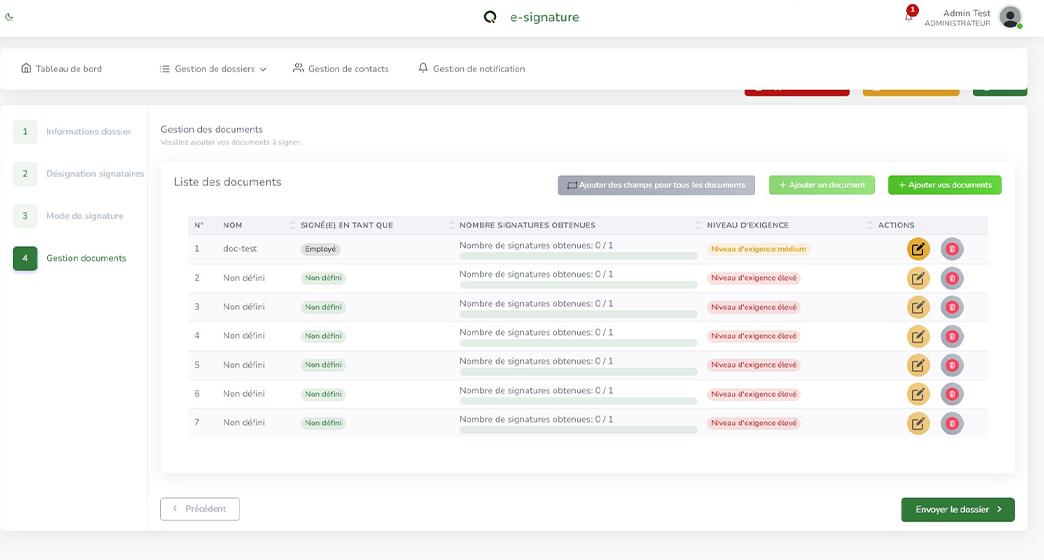 e-signature
1
Admin Test
ADMINISTRATEUR
Tableau de bord
Gestion de dossiers
Gestion de contacts
Gestion de notification
1 Informations dossier
2 Désignation signataires
3 Mode de signature
4 Gestion documents
Gestion des documents
Veuillez ajouter vos documents à signer.
Liste des documents
Ajouter des champs pour tous les documents
+ Ajouter un document
+ Ajouter vos documents
N° NOM SIGNÉ(E) EN TANT QUE NOMBRE SIGNATURES OBTENUES NIVEAU D'EXIGENCE ACTIONS
1 doc-test Employé Nombre de signatures obtenues: 0 / 1 Niveau d'exigence médium
2 Non défini Non défini Nombre de signatures obtenues: 0 / 1 Niveau d'exigence élevé
3 Non défini Non défini Nombre de signatures obtenues: 0 / 1 Niveau d'exigence élevé
4 Non défini Non défini Nombre de signatures obtenues: 0 / 1 Niveau d'exigence élevé
5 Non défini Non défini Nombre de signatures obtenues: 0 / 1 Niveau d'exigence élevé
6 Non défini Non défini Nombre de signatures obtenues: 0 / 1 Niveau d'exigence élevé
7 Non défini Non défini Nombre de signatures obtenues: 0 / 1 Niveau d'exigence élevé
Précédent
Envoyer le dossier